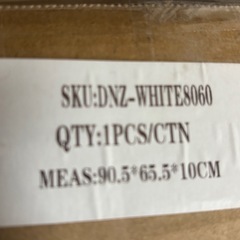 SKU:DNZ-WHITE8060
QTY:1PCS/CTN
MEAS:90.5*65.5*10CM